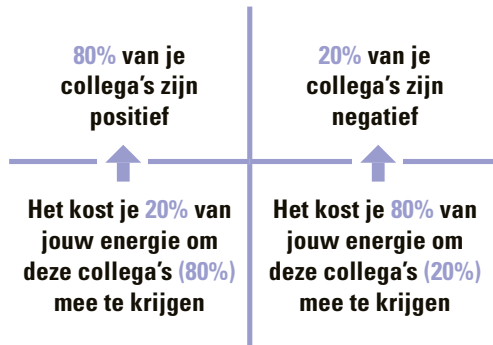 80% van je
collega's zijn
positief
20% van je
collega's zijn
negatief
Het kost je 20% van
jouw energie om
deze collega's (80%)
mee te krijgen
Het kost je 80% van
jouw energie om
deze collega's (20%)
mee te krijgen